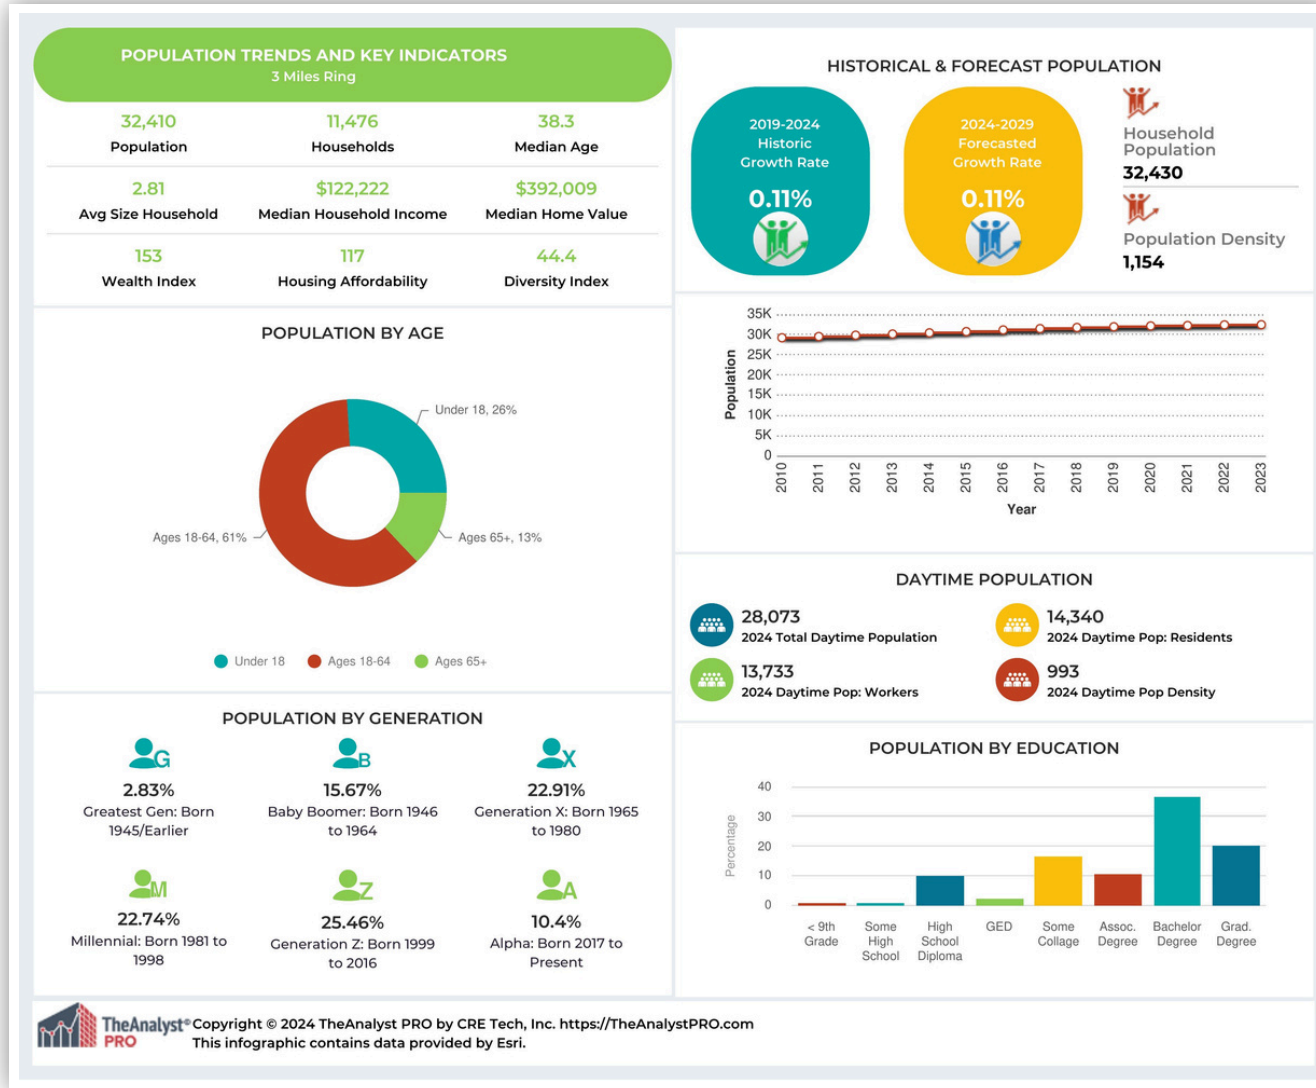 POPULATION TRENDS AND KEY INDICATORS
3 Miles Ring
32,410
Population
11,476
Households
38.3
Median Age
2.81
Avg Size Household
$122,222
Median Household Income
$392,009
Median Home Value
153
Wealth Index
117
Housing Affordability
44.4
Diversity Index
HISTORICAL & FORECAST POPULATION
2019-2024
Historic
Growth Rate
0.11%
2024-2029
Forecasted
Growth Rate
0.11%
Household
Population
32,430
Population Density
1,154
POPULATION BY AGE
Under 18, 26%
Ages 18-64, 61%
Ages 65+, 13%
Under 18
Ages 18-64
Ages 65+
Population
35K
30K
25K
20K
15K
10K
5K
0
2010
2011
2012
2013
2014
2015
2016
2017
2018
2019
2020
2021
2022
2023
Year
DAYTIME POPULATION
28,073
2024 Total Daytime Population
14,340
2024 Daytime Pop: Residents
13,733
2024 Daytime Pop: Workers
993
2024 Daytime Pop Density
POPULATION BY GENERATION
G
2.83%
Greatest Gen: Born
1945/Earlier
B
15.67%
Baby Boomer: Born 1946
to 1964
X
22.91%
Generation X: Born 1965
to 1980
M
22.74%
Millennial: Born 1981 to
1998
Z
25.46%
Generation Z: Born 1999
to 2016
A
10.4%
Alpha: Born 2017 to
Present
POPULATION BY EDUCATION
Percentage
40
30
20
10
0
< 9th
Grade
Some
High
School
High
School
Diploma
GED
Some
Collage
Assoc.
Degree
Bachelor
Degree
Grad.
Degree
TheAnalyst®
PRO
Copyright © 2024 TheAnalyst PRO by CRE Tech, Inc. https://TheAnalystPRO.com
This infographic contains data provided by Esri.